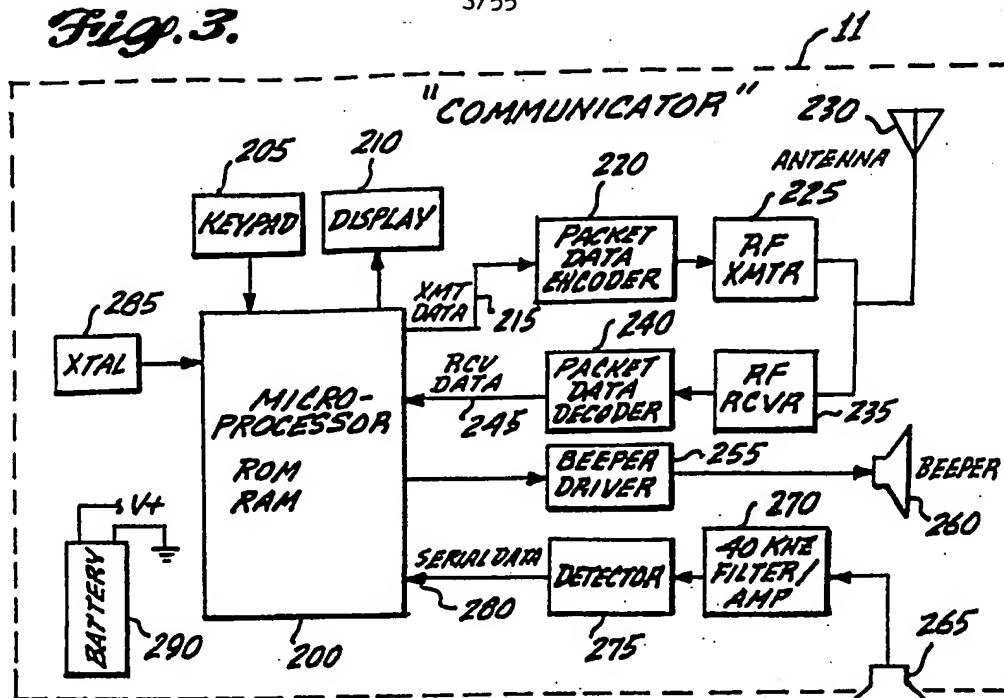 3/55
Fig. 3.
11
"COMMUNICATOR"
230
ANTENNA
205
210
220
225
KEYPAD
DISPLAY
PACKET
DATA
ENCODER
RF
XMTR
XMT
DATA
215
285
XTAL
240
RCV
DATA
245
PACKET
DATA
DECODER
RF
RCVR
235
MICRO-
PROCESSOR
ROM
RAM
BEEPER
DRIVER
255
BEEPER
260
V+
BATTERY
290
270
SERIAL DATA
280
DETECTOR
40 KHZ
FILTER/
AMP
200
275
265